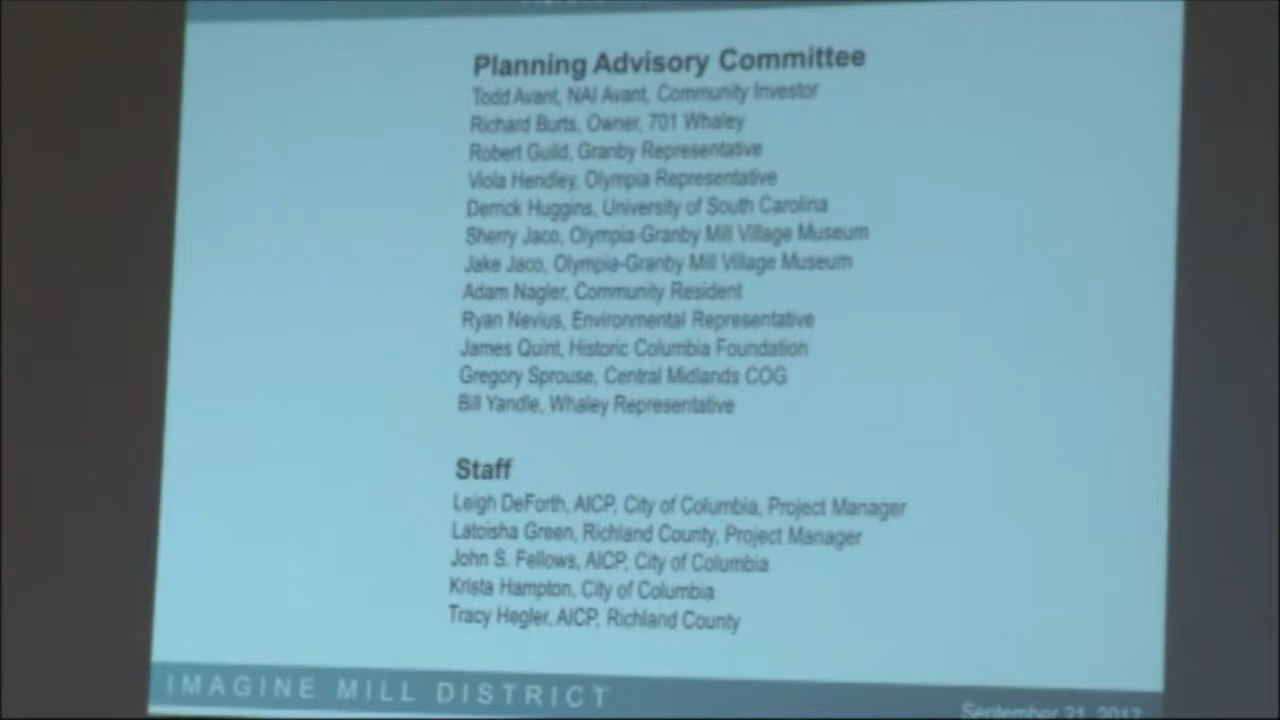 Planning Advisory Committee
Todd Avant, NAI Avant, Community Investor
Richard Burts, Owner, 701 Whaley
Robert Guild, Granby Representative
Viola Hendley, Olympia Representative
Derrick Huggins, University of South Carolina
Sherry Jaco, Olympia-Granby Mill Village Museum
Jake Jaco, Olympia-Granby Mill Village Museum
Adam Nagler, Community Resident
Ryan Nevius, Environmental Representative
James Quint, Historic Columbia Foundation
Gregory Sprouse, Central Midlands COG
Bill Yandle, Whaley Representative
Staff
Leigh DeForth, AICP, City of Columbia, Project Manager
Latoisha Green, Richland County, Project Manager
John S. Fellows, AICP, City of Columbia
Krista Hampton, City of Columbia
Tracy Hegler, AICP, Richland County
IMAGINE MILL DISTRICT
September 21, 2017